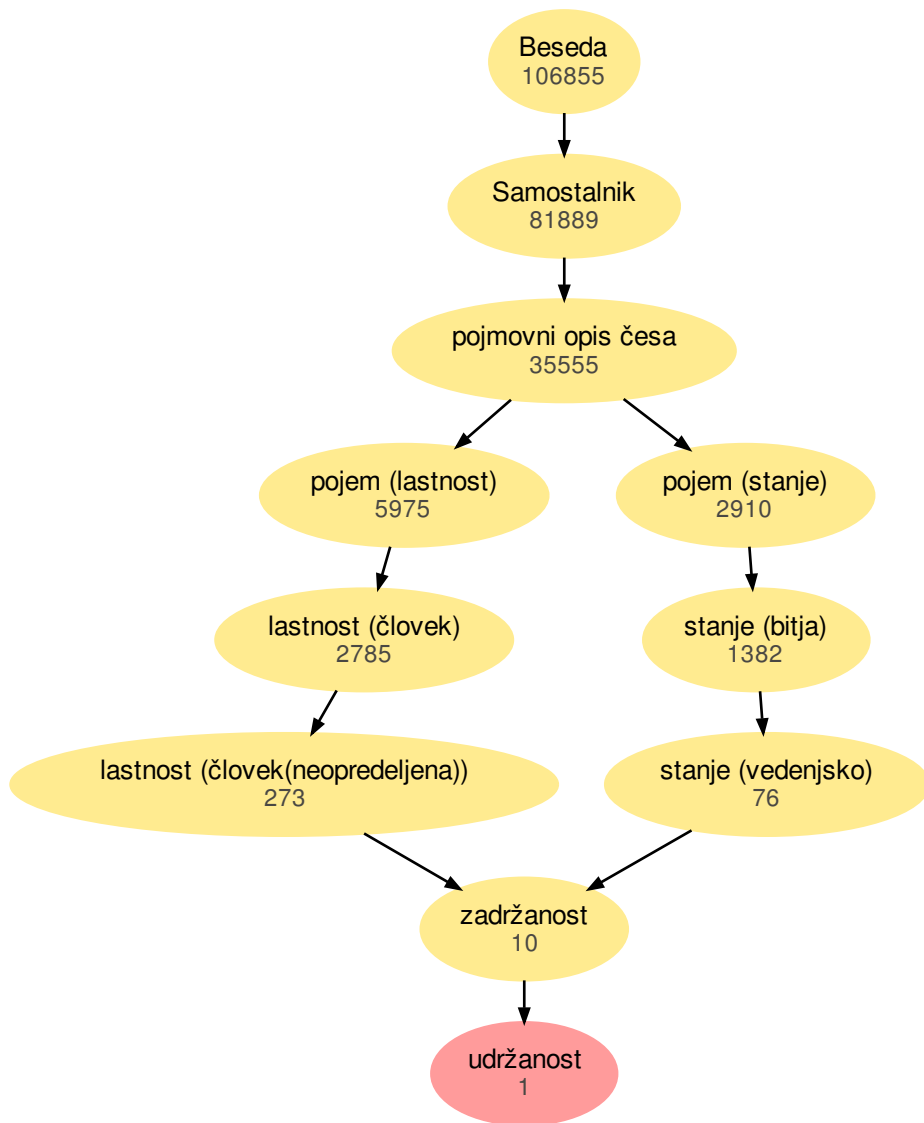 Beseda
106855
Samostalnik
81889
pojmovni opis česa
35555
pojem (lastnost)
5975
pojem (stanje)
2910
lastnost (človek)
2785
stanje (bitja)
1382
lastnost (človek(neopredeljena))
273
stanje (vedenjsko)
76
zadržanost
10
udržanost
1